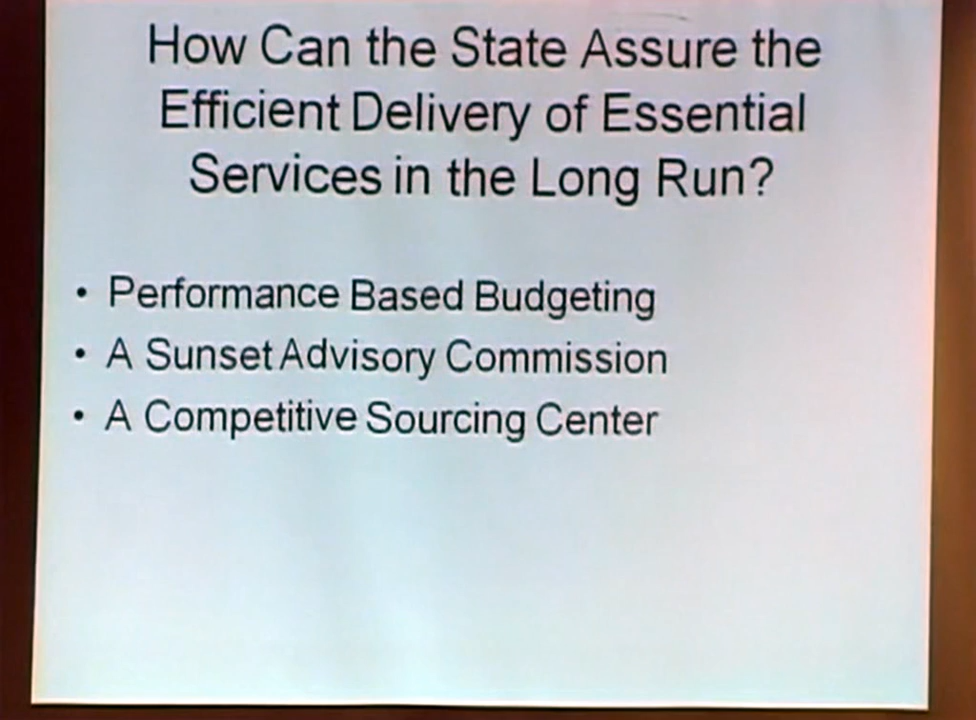 How Can the State Assure the
Efficient Delivery of Essential
Services in the Long Run?
• Performance Based Budgeting
• A Sunset Advisory Commission
• A Competitive Sourcing Center